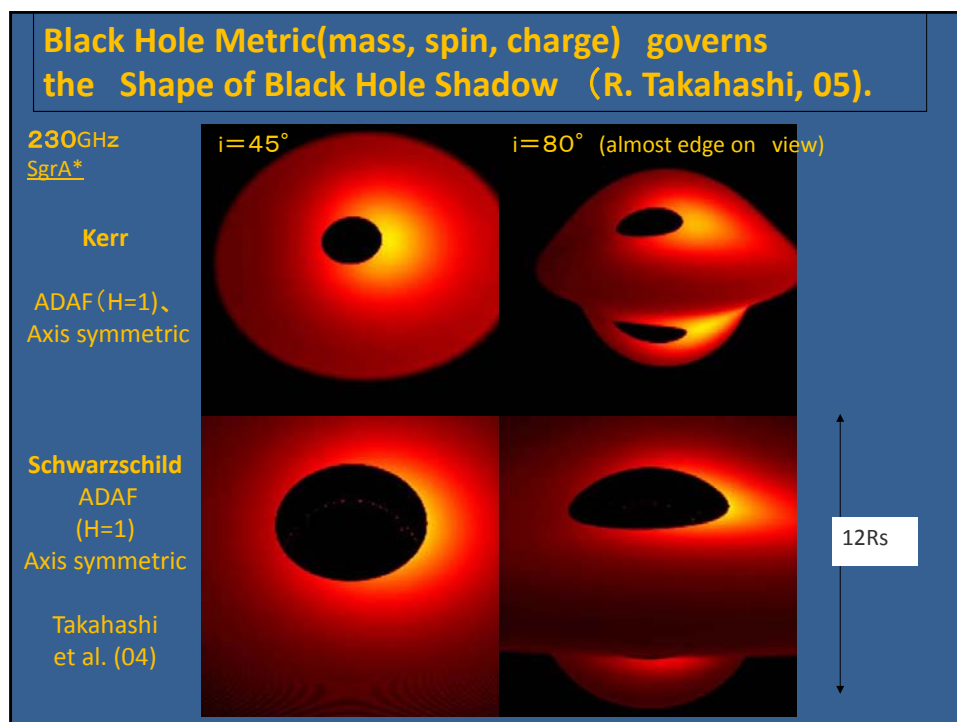 Black Hole Metric(mass, spin, charge) governs
the Shape of Black Hole Shadow （R. Takahashi, 05).
230GHz
SgrA*
i＝45°
i＝80° (almost edge on view)
Kerr
ADAF（H=1)、
Axis symmetric
Schwarzschild
ADAF
(H=1)
Axis symmetric
Takahashi
et al. (04)
12Rs